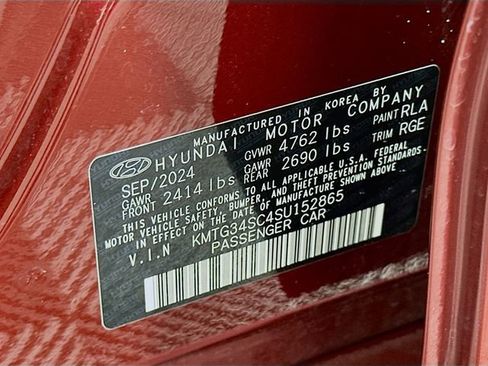 MANUFACTURED IN KOREA BY
HYUNDAI MOTOR COMPANY
SEP/2024 GVWR 4762 lbs PAINT RLA
GAWR FRONT 2414 lbs GAWR REAR 2690 lbs TRIM RGE
THIS VEHICLE CONFORMS TO ALL APPLICABLE U.S.A. FEDERAL
MOTOR VEHICLE SAFETY, BUMPER, AND THEFT PREVENTION STANDARDS
IN EFFECT ON THE DATE OF MANUFACTURE SHOWN ABOVE.
V.I.N KMTG34SC4SU152865
PASSENGER CAR